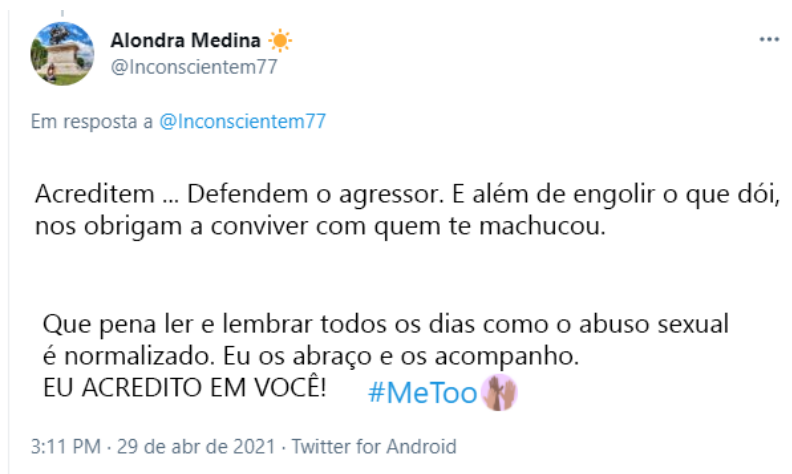 Alondra Medina ☀️
@Inconscientem77
Em resposta a @Inconscientem77
Acreditem ... Defendem o agressor. E além de engolir o que dói,
nos obrigam a conviver com quem te machucou.
Que pena ler e lembrar todos os dias como o abuso sexual
é normalizado. Eu os abraço e os acompanho.
EU ACREDITO EM VOCÊ! #MeToo
3:11 PM · 29 de abr de 2021 · Twitter for Android